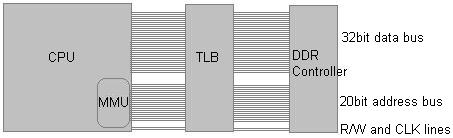 32bit data bus
CPU
TLB
DDR
Controller
MMU
20bit address bus
R/W and CLK lines